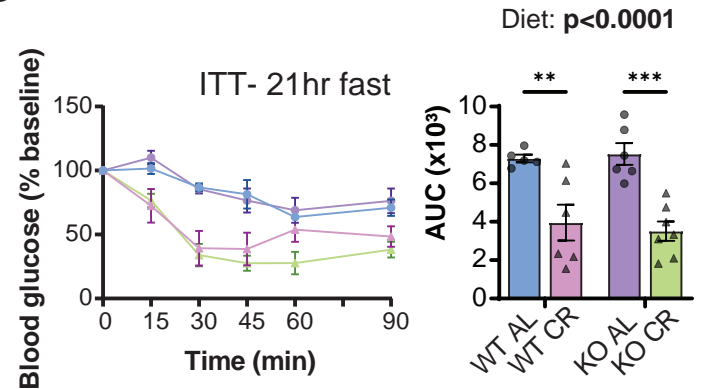 Diet: p<0.0001
ITT- 21hr fast
Blood glucose (% baseline)
150
100
50
0
0 15 30 45 60 90
Time (min)
** ***
AUC (x10³)
10
8
6
4
2
0
WT AL
WT CR
KO AL
KO CR